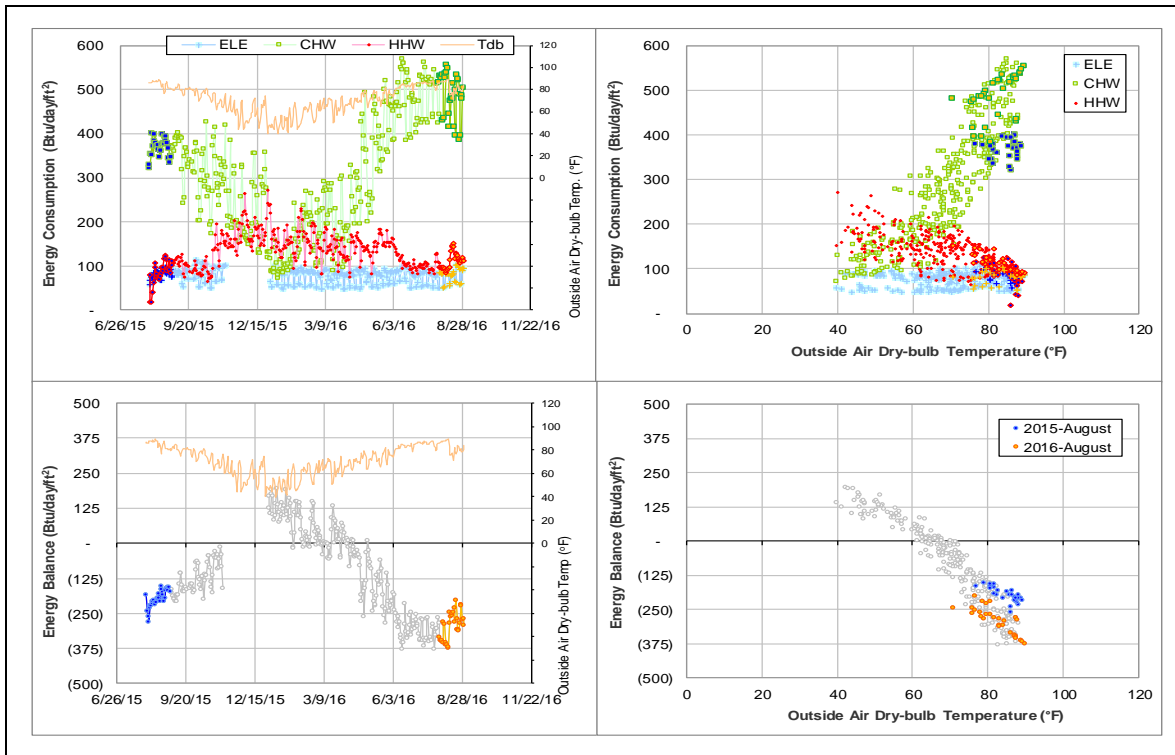 ELE CHW HHW Tdb
600
500
400
300
200
100
-
Energy Consumption (Btu/day/ft²)
120
100
80
60
40
20
0
Outside Air Dry-bulb Temp. (°F)
6/26/15 9/20/15 12/15/15 3/9/16 6/3/16 8/28/16 11/22/16
600
500
400
300
200
100
-
Energy Consumption (Btu/day/ft²)
ELE
CHW
HHW
0 20 40 60 80 100 120
Outside Air Dry-bulb Temperature (°F)
500
375
250
125
-
(125)
(250)
(375)
(500)
Energy Balance (Btu/day/ft²)
120
100
80
60
40
20
0
Outside Air Dry-bulb Temp (°F)
6/26/15 9/20/15 12/15/15 3/9/16 6/3/16 8/28/16 11/22/16
500
375
250
125
-
(125)
(250)
(375)
(500)
Energy Balance (Btu/day/ft²)
2015-August
2016-August
0 20 40 60 80 100 120
Outside Air Dry-bulb Temperature (°F)